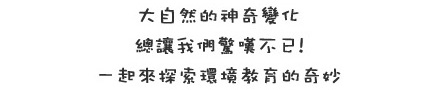 大自然的神奇變化
總讓我們驚嘆不已!
一起來探索環境教育的奇妙